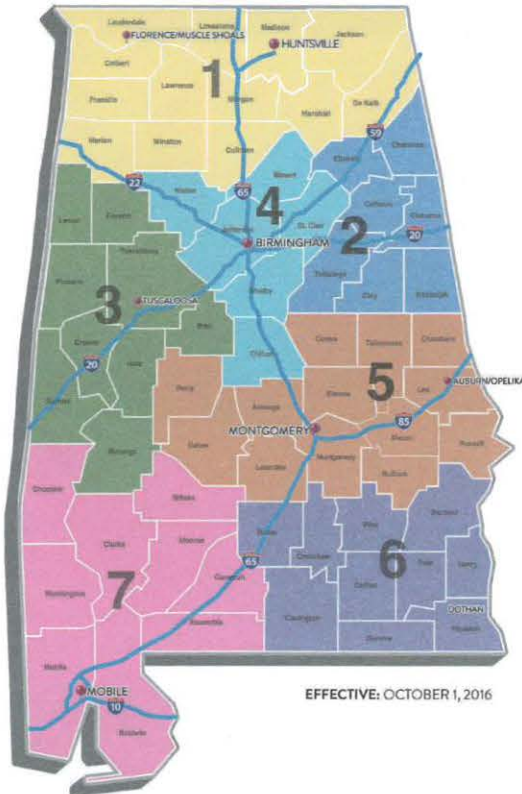 Lauderdale
Limestone
Madison
Jackson
FLORENCE/MUSCLE SHOALS
HUNTSVILLE
Colbert
Lawrence
1
Franklin
Morgan
Marshall
De Kalb
Marion
Winston
Cullman
59
Cherokee
Etowah
22
Walker
65
Blount
4
Lamar
Fayette
Jefferson
St. Clair
Calhoun
Cleburne
2
20
BIRMINGHAM
Tuscaloosa
Pickens
Talladega
Shelby
Clay
Randolph
3
TUSCALOOSA
Bibb
Greene
Hale
Chilton
Coosa
Tallapoosa
Chambers
20
Sumter
Perry
Elmore
5
Lee
AUBURN/OPELIKA
Autauga
MONTGOMERY
85
Dallas
Macon
Russell
Marengo
Lowndes
Montgomery
Bullock
Choctaw
Wilcox
Butler
Pike
Barbour
Clarke
Monroe
Crenshaw
6
65
Dale
Henry
Conecuh
Coffee
Washington
7
Covington
DOTHAN
Escambia
Houston
Geneva
Mobile
MOBILE
10
Baldwin
EFFECTIVE: OCTOBER 1, 2016